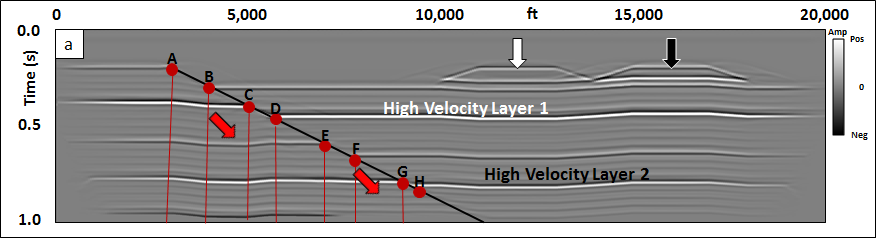 0 5,000 10,000 ft 15,000 20,000
0.0
0.5
1.0
Time (s)
a
A
B
C
D
E
F
G
H
High Velocity Layer 1
High Velocity Layer 2
Amp
Pos
0
Neg